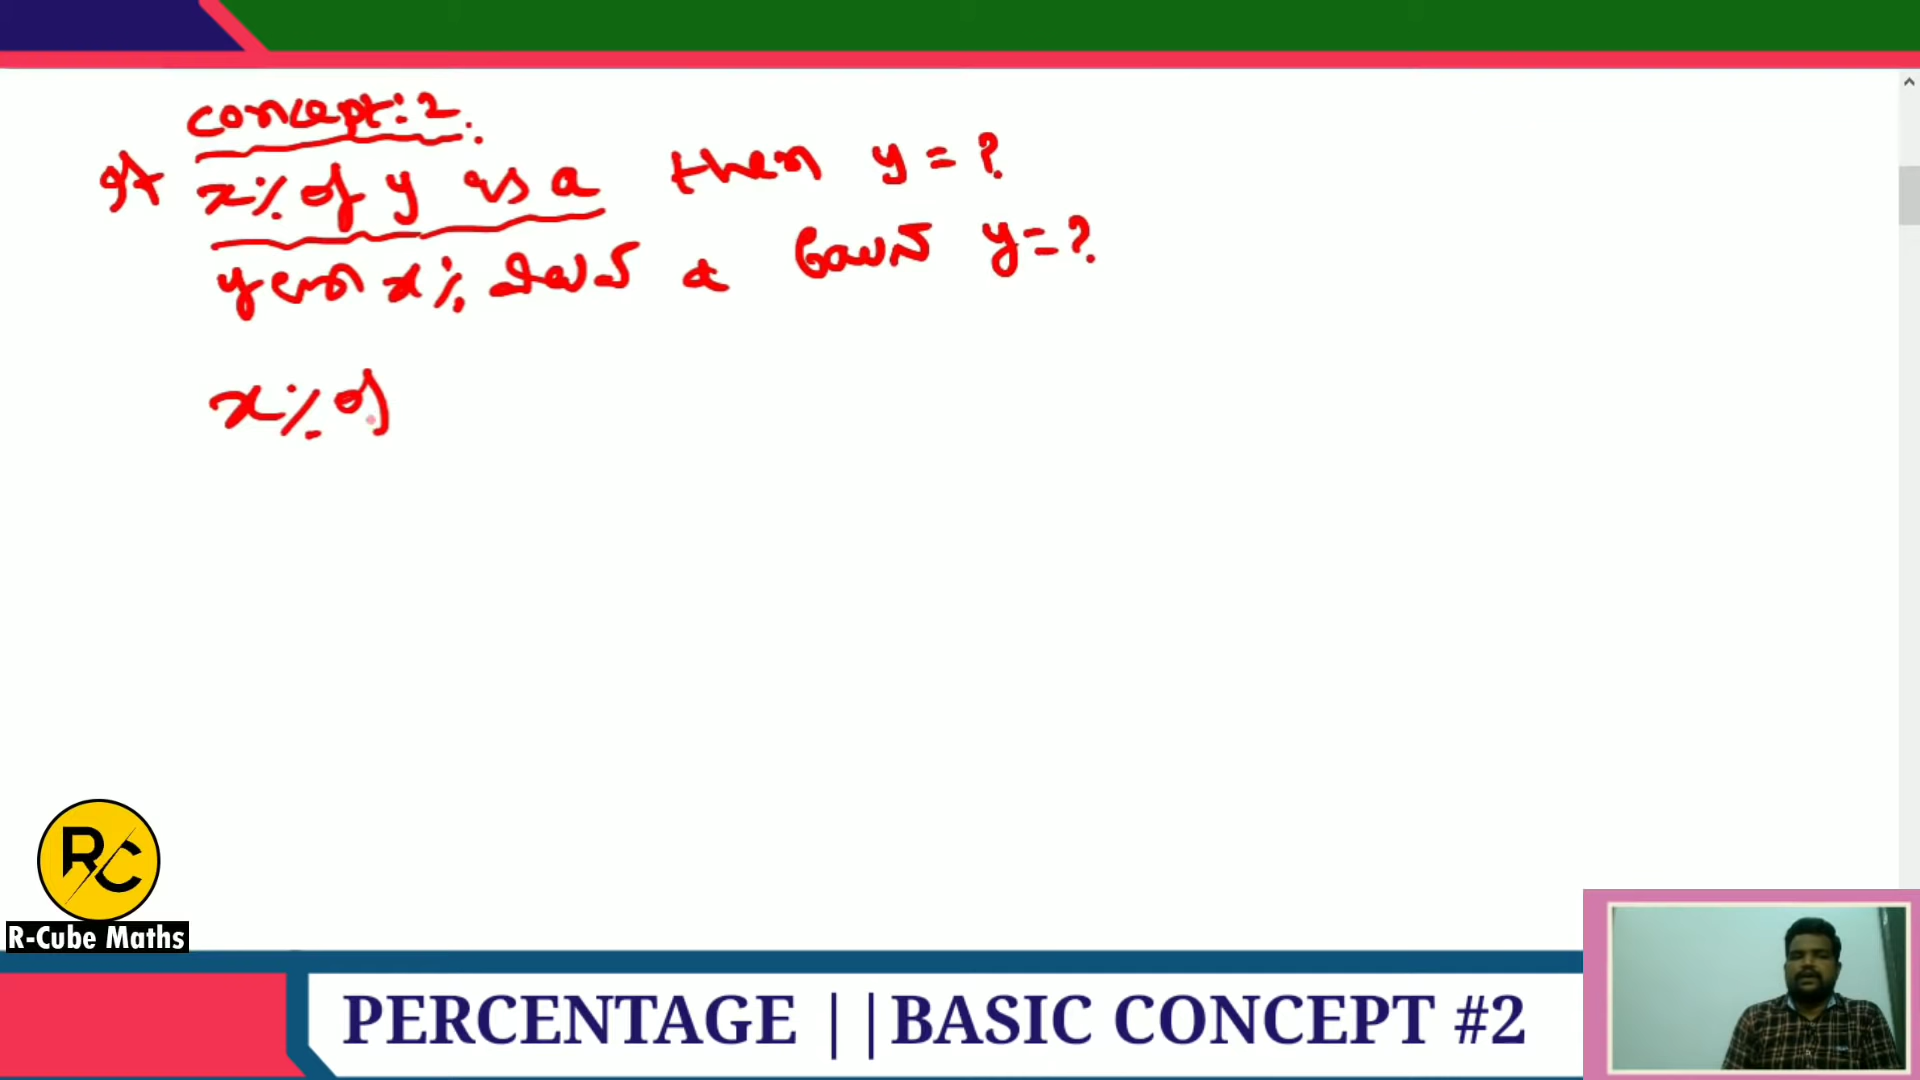 concept: 2.
If x% of y is a then y = ?
x% a y = ?
x% of
R-Cube Maths
PERCENTAGE ||BASIC CONCEPT #2